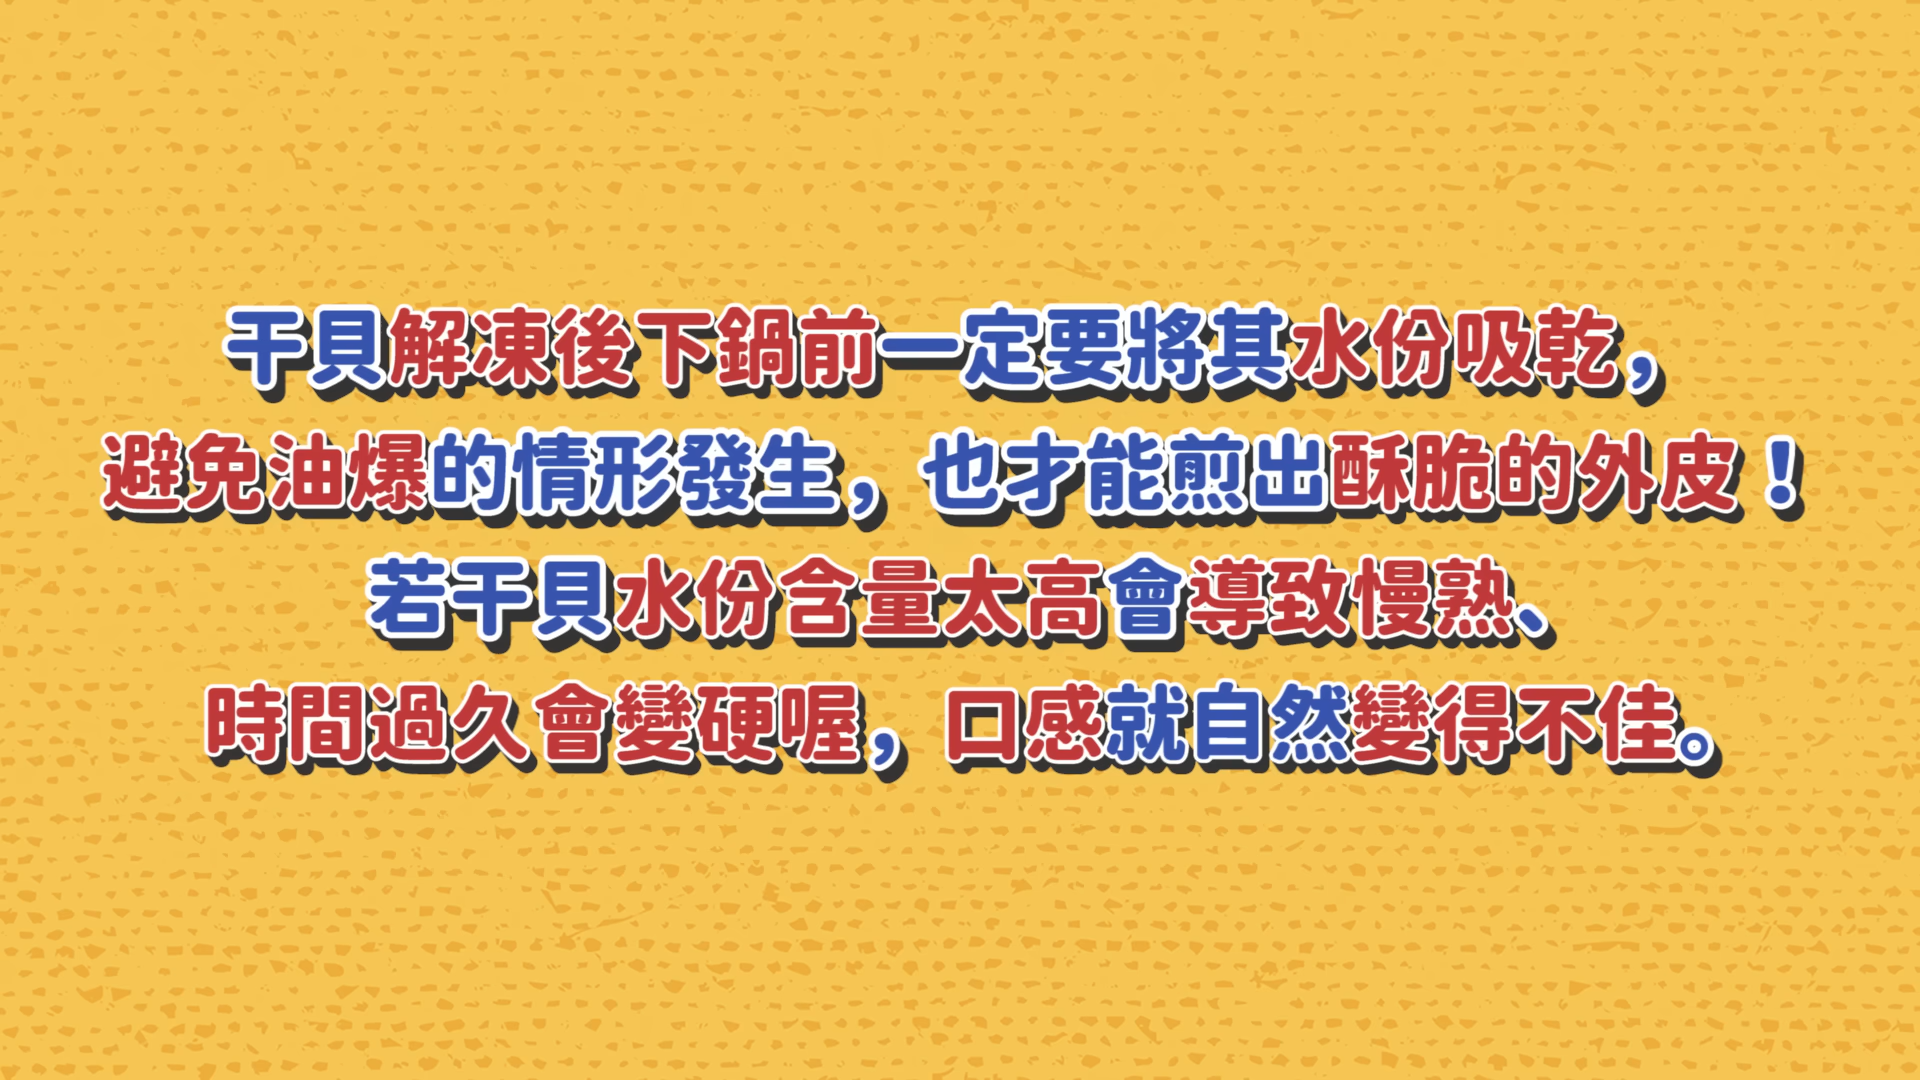 干貝解凍後下鍋前一定要將其水份吸乾，
避免油爆的情形發生，也才能煎出酥脆的外皮！
若干貝水份含量太高會導致慢熟、
時間過久會變硬喔，口感就自然變得不佳。